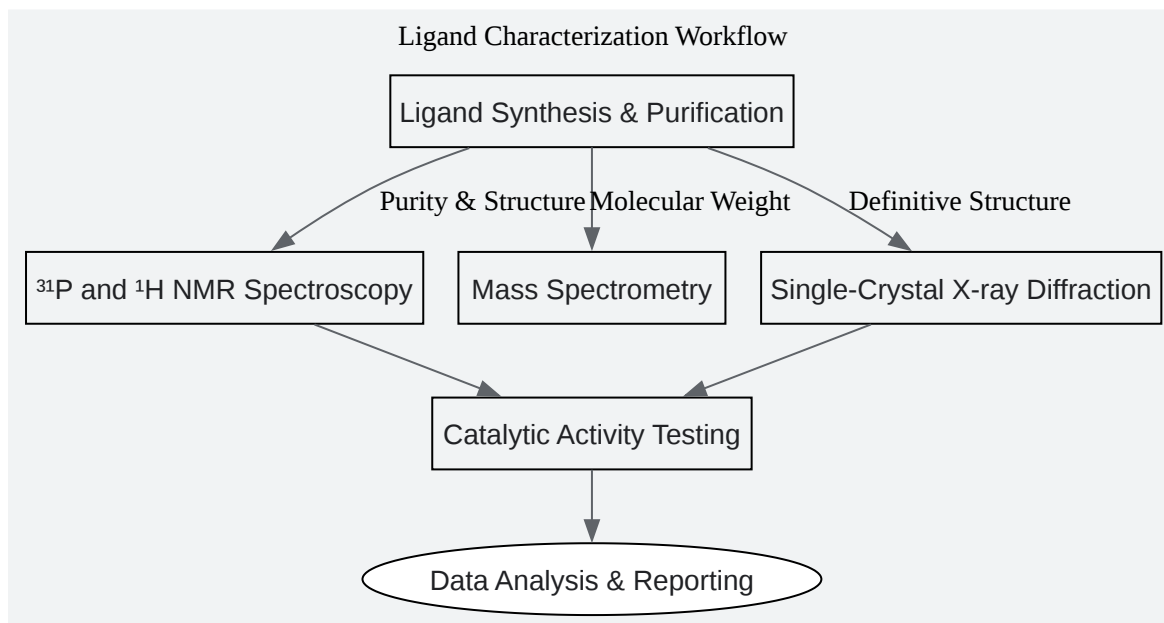 Ligand Characterization Workflow
Ligand Synthesis & Purification
Purity & Structure
Molecular Weight
Definitive Structure
³¹P and ¹H NMR Spectroscopy
Mass Spectrometry
Single-Crystal X-ray Diffraction
Catalytic Activity Testing
Data Analysis & Reporting